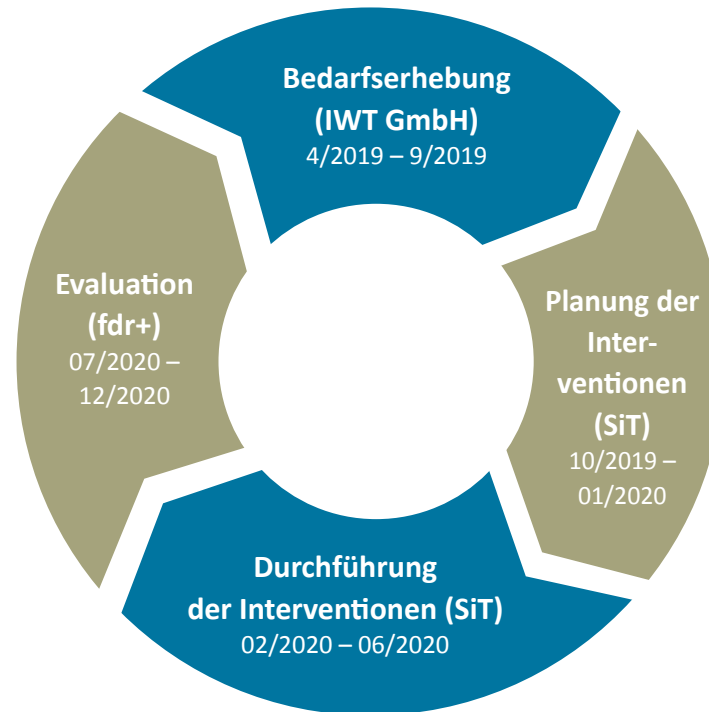 Bedarfserhebung
(IWT GmbH)
4/2019 – 9/2019
Planung der
Inter-
ventionen
(SiT)
10/2019 –
01/2020
Durchführung
der Interventionen (SiT)
02/2020 – 06/2020
Evaluation
(fdr+)
07/2020 –
12/2020